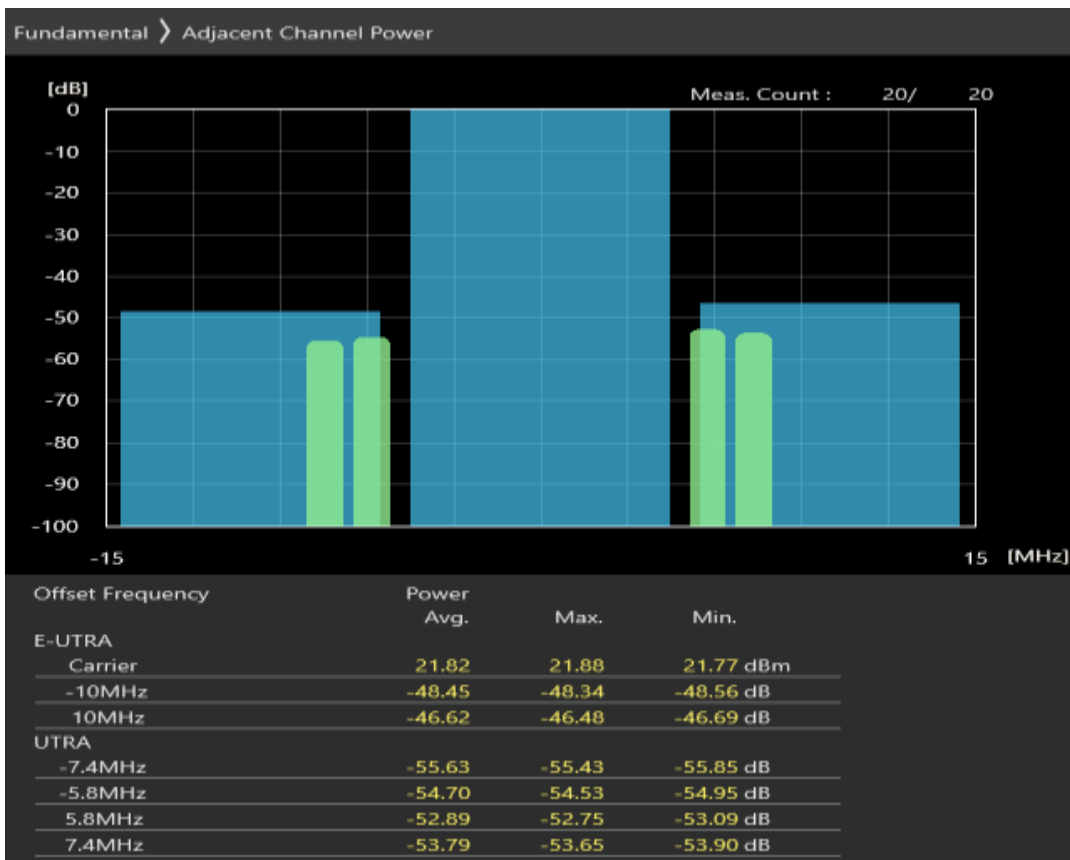 Fundamental 〉 Adjacent Channel Power
[dB]
Meas. Count : 20/ 20
0
-10
-20
-30
-40
-50
-60
-70
-80
-90
-100
-15 15 [MHz]
Offset Frequency Power
Avg. Max. Min.
E-UTRA
Carrier 21.82 21.88 21.77 dBm
-10MHz -48.45 -48.34 -48.56 dB
10MHz -46.62 -46.48 -46.69 dB
UTRA
-7.4MHz -55.63 -55.43 -55.85 dB
-5.8MHz -54.70 -54.53 -54.95 dB
5.8MHz -52.89 -52.75 -53.09 dB
7.4MHz -53.79 -53.65 -53.90 dB